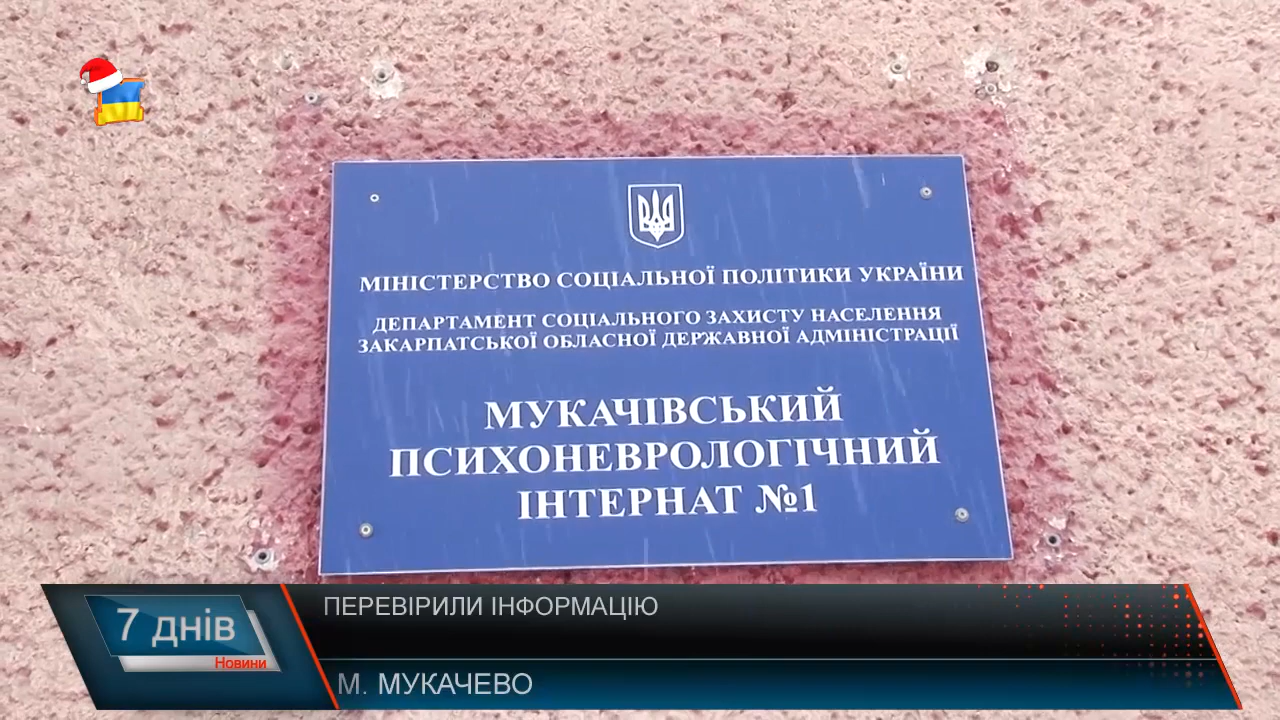 МІНІСТЕРСТВО СОЦІАЛЬНОЇ ПОЛІТИКИ УКРАЇНИ
ДЕПАРТАМЕНТ СОЦІАЛЬНОГО ЗАХИСТУ НАСЕЛЕННЯ
ЗАКАРПАТСЬКОЇ ОБЛАСНОЇ ДЕРЖАВНОЇ АДМІНІСТРАЦІЇ
МУКАЧІВСЬКИЙ
ПСИХОНЕВРОЛОГІЧНИЙ
ІНТЕРНАТ №1
7 днів
Новини
ПЕРЕВІРИЛИ ІНФОРМАЦІЮ
М. МУКАЧЕВО